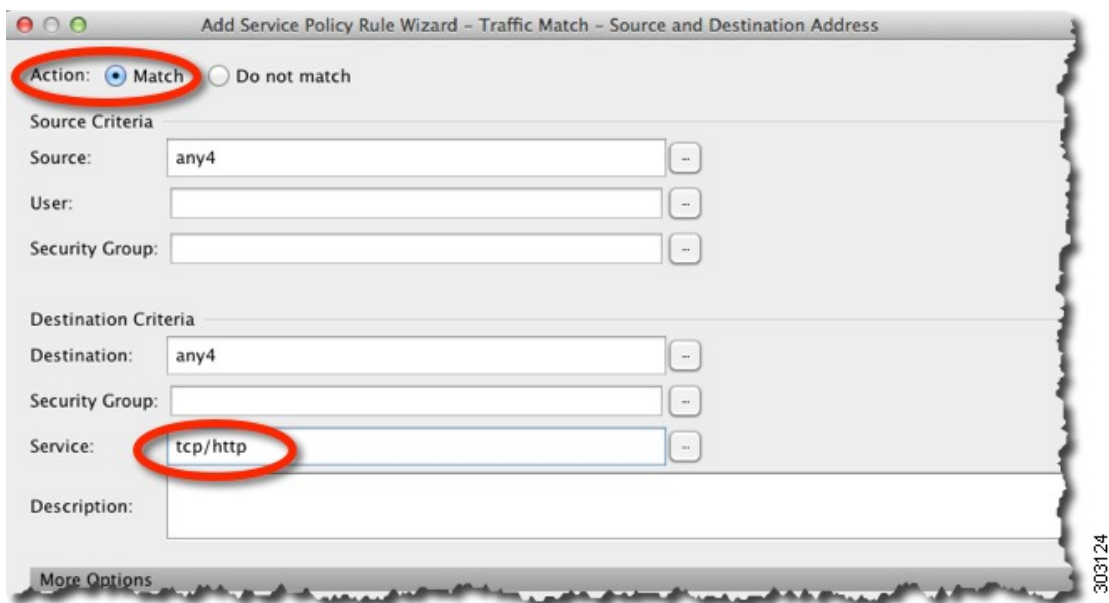 Add Service Policy Rule Wizard – Traffic Match – Source and Destination Address
Action: Match Do not match
Source Criteria
Source: any4 ...
User: ...
Security Group: ...
Destination Criteria
Destination: any4 ...
Security Group: ...
Service: tcp/http ...
Description:
More Options
303124